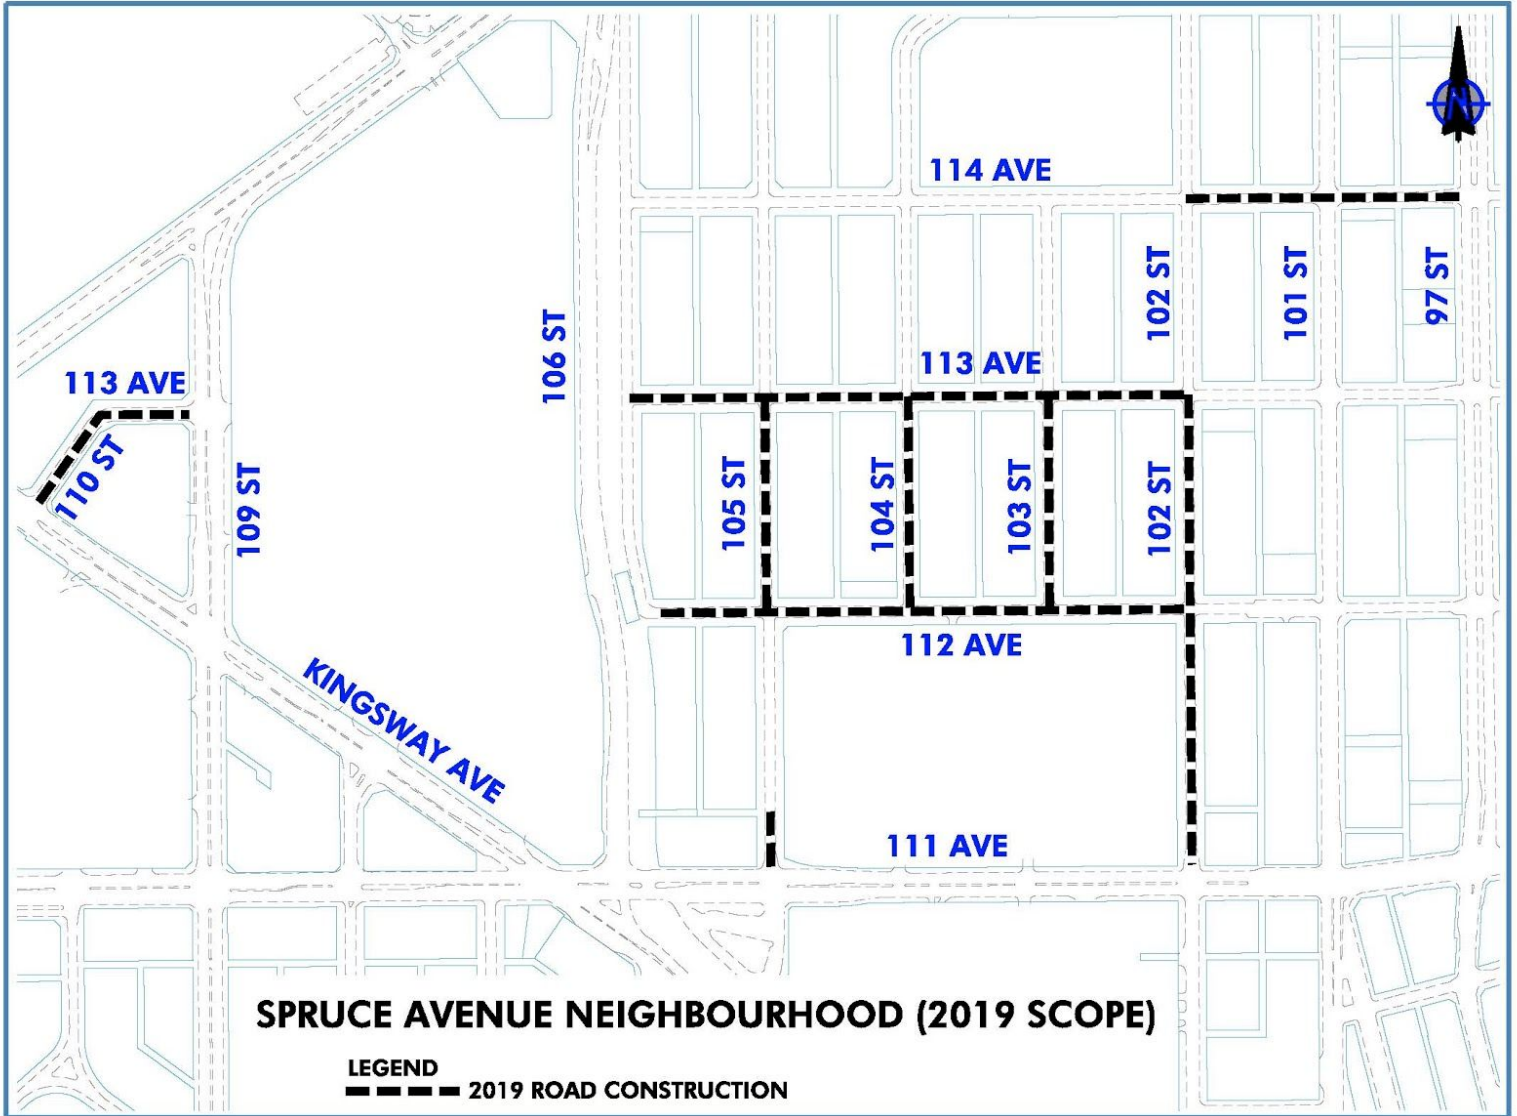 N
114 AVE
102 ST
101 ST
97 ST
106 ST
113 AVE
113 AVE
110 ST
109 ST
105 ST
104 ST
103 ST
102 ST
112 AVE
KINGSWAY AVE
111 AVE
SPRUCE AVENUE NEIGHBOURHOOD (2019 SCOPE)
LEGEND
2019 ROAD CONSTRUCTION